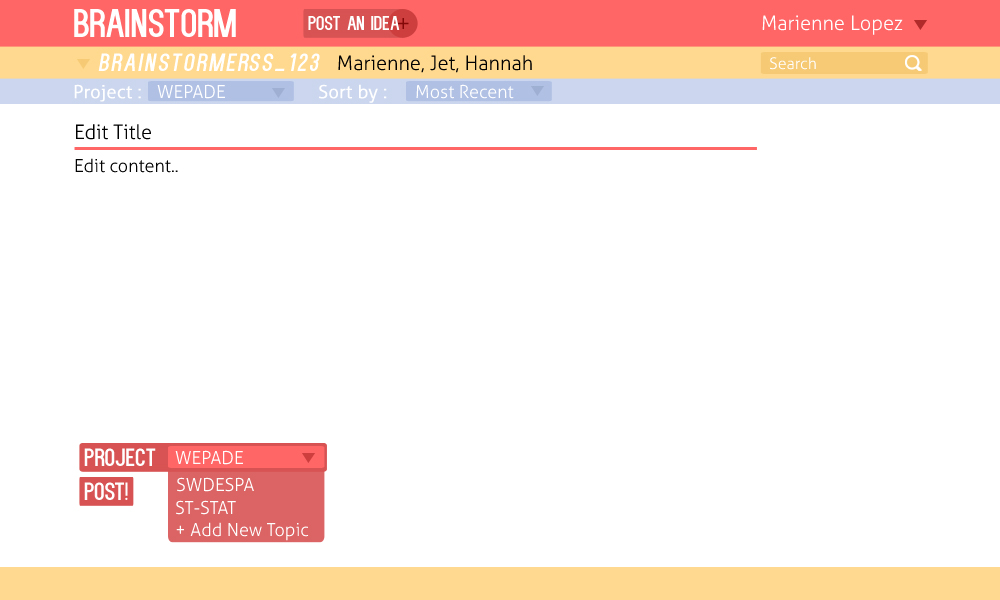 BRAINSTORM POST AN IDEA+ Marienne Lopez
BRAINSTORMERSS_123 Marienne, Jet, Hannah Search
Project : WEPADE Sort by : Most Recent
Edit Title
Edit content..
PROJECT WEPADE
SWDESPA
POST!
ST-STAT
+ Add New Topic